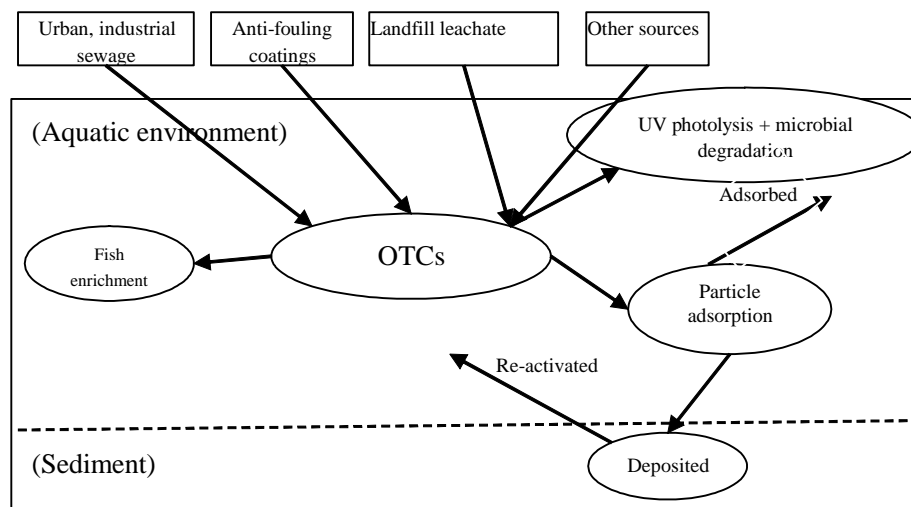 Urban, industrial
sewage
Anti-fouling
coatings
Landfill leachate
Other sources
(Aquatic environment)
UV photolysis + microbial
degradation
Adsorbed
Fish
enrichment
OTCs
Particle
adsorption
Re-activated
(Sediment)
Deposited